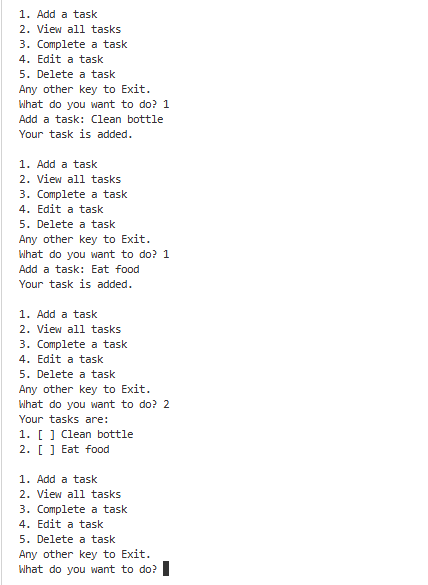 1. Add a task
2. View all tasks
3. Complete a task
4. Edit a task
5. Delete a task
Any other key to Exit.
What do you want to do? 1
Add a task: Clean bottle
Your task is added.

1. Add a task
2. View all tasks
3. Complete a task
4. Edit a task
5. Delete a task
Any other key to Exit.
What do you want to do? 1
Add a task: Eat food
Your task is added.

1. Add a task
2. View all tasks
3. Complete a task
4. Edit a task
5. Delete a task
Any other key to Exit.
What do you want to do? 2
Your tasks are:
1. [ ] Clean bottle
2. [ ] Eat food

1. Add a task
2. View all tasks
3. Complete a task
4. Edit a task
5. Delete a task
Any other key to Exit.
What do you want to do?